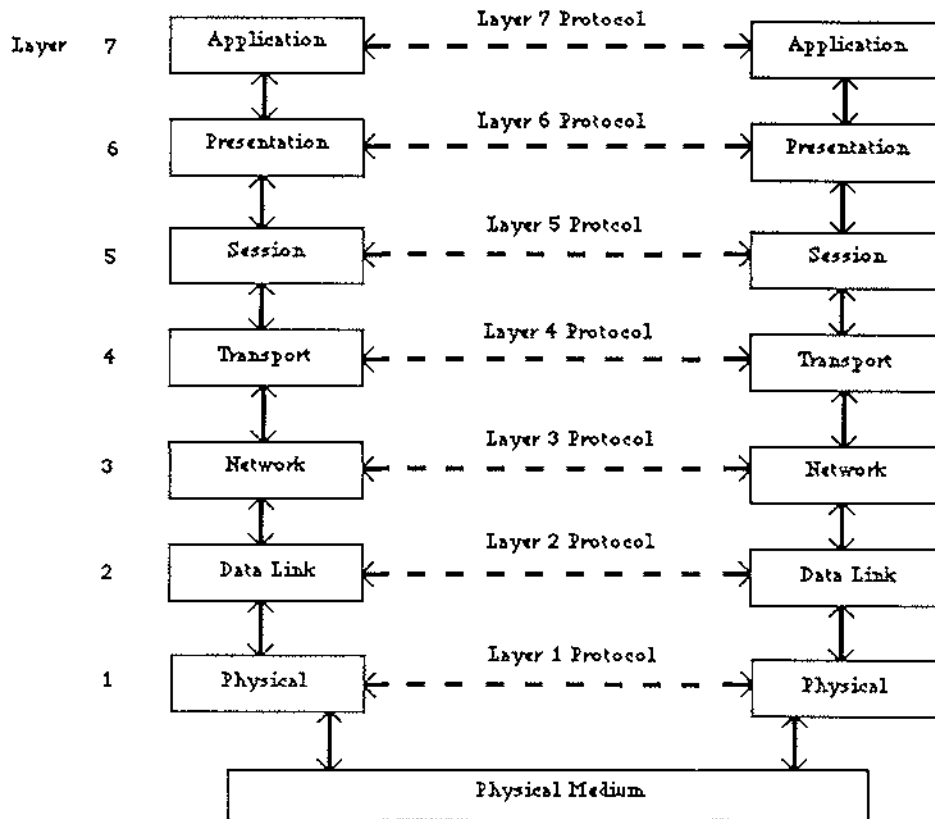 Layer 7 Protocol
Layer 7 Application Application
Layer 6 Protocol
6 Presentation Presentation
Layer 5 Protcol
5 Session Session
Layer 4 Protocol
4 Transport Transport
Layer 3 Protocol
3 Network Network
Layer 2 Protocol
2 Data Link Data Link
Layer 1 Protocol
1 Physical Physical
Physical Medium